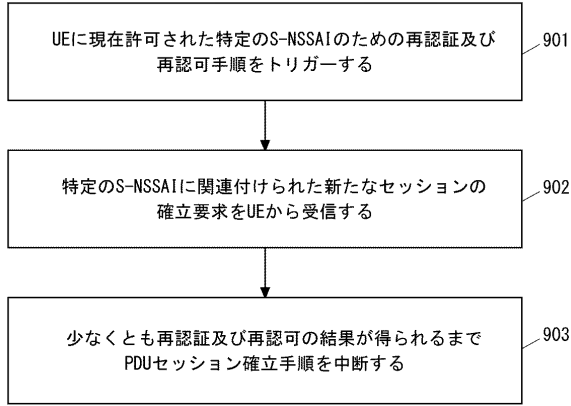 UEに現在許可された特定のS-NSSAIのための再認証及び
再認可手順をトリガーする
901
特定のS-NSSAIに関連付けられた新たなセッションの
確立要求をUEから受信する
902
少なくとも再認証及び再認可の結果が得られるまで
PDUセッション確立手順を中断する
903